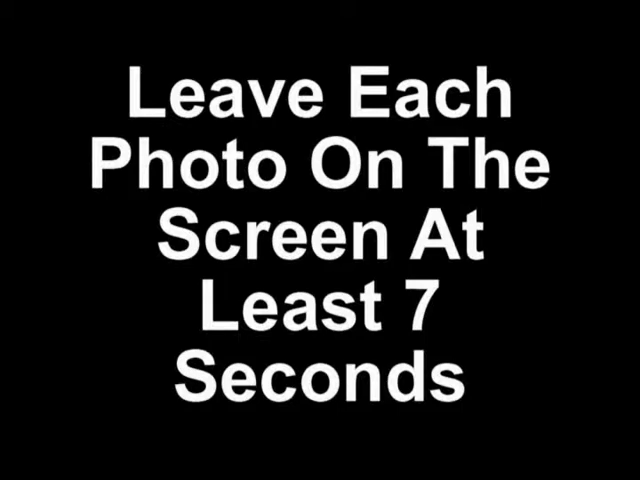 Leave Each
Photo On The
Screen At
Least 7
Seconds